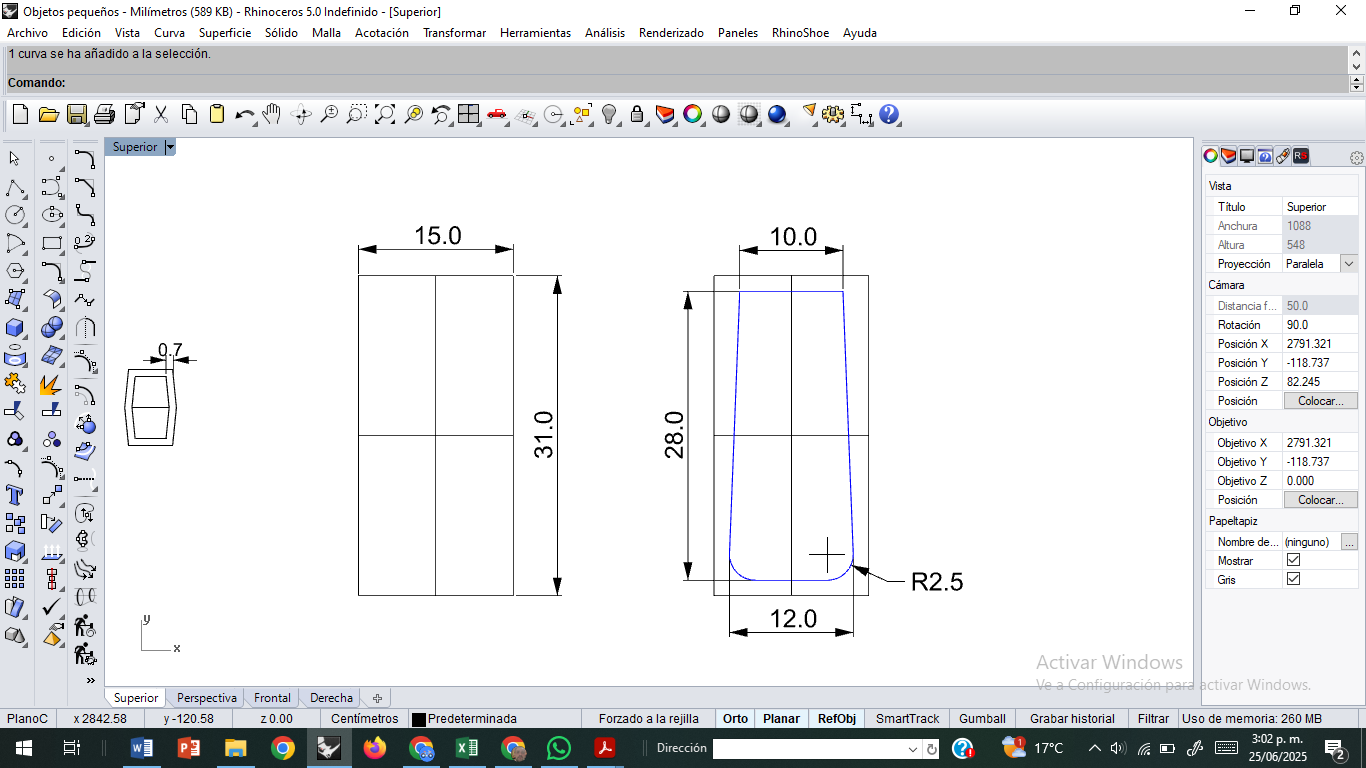 Objetos pequeños - Milímetros (589 KB) - Rhinoceros 5.0 Indefinido - [Superior]
Archivo Edición Vista Curva Superficie Sólido Malla Acotación Transformar Herramientas Análisis Renderizado Paneles RhinoShoe Ayuda
1 curva se ha añadido a la selección.
Comando:
Superior
15.0
10.0
0.7
31.0
28.0
R2.5
12.0
y
x
Vista
Título Superior
Anchura 1088
Altura 548
Proyección Paralela
Cámara
Distancia f... 50.0
Rotación 90.0
Posición X 2791.321
Posición Y -118.737
Posición Z 82.245
Posición Colocar...
Objetivo
Objetivo X 2791.321
Objetivo Y -118.737
Objetivo Z 0.000
Posición Colocar...
Papeltapiz
Nombre de... (ninguno) ...
Mostrar
Gris
Activar Windows
Ve a Configuración para activar Windows.
Superior Perspectiva Frontal Derecha
PlanoC x 2842.58 y -120.58 z 0.00 Centímetros Predeterminada Forzado a la rejilla Orto Planar RefObj SmartTrack Gumball Grabar historial Filtrar Uso de memoria: 260 MB
Dirección 17°C 3:02 p. m.
25/06/2025